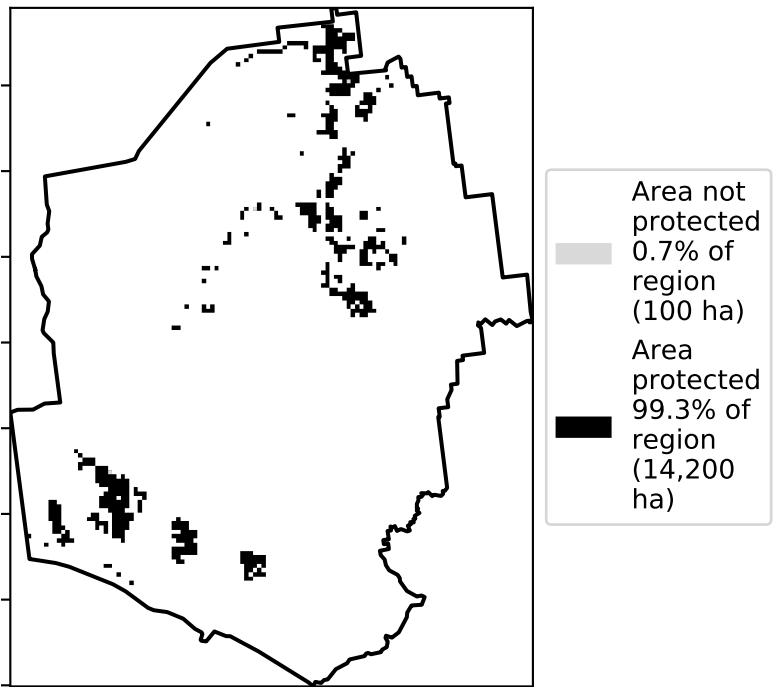 Area not
protected
0.7% of
region
(100 ha)
Area
protected
99.3% of
region
(14,200
ha)